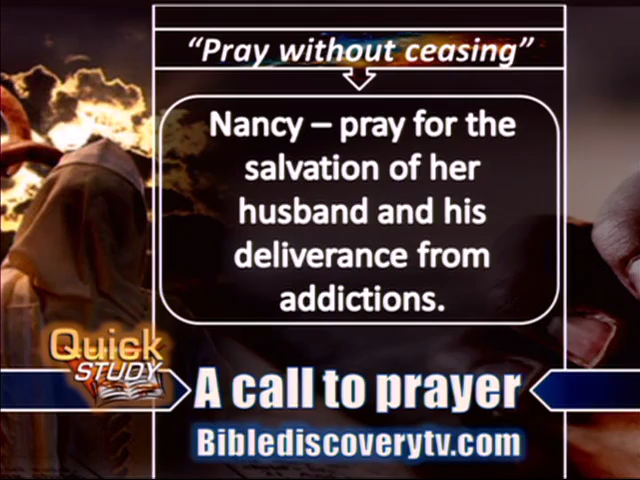 “Pray without ceasing”
Nancy – pray for the
salvation of her
husband and his
deliverance from
addictions.
Quick
STUDY
A call to prayer
Biblediscoverytv.com